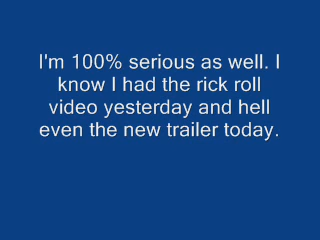 I'm 100% serious as well. I
know I had the rick roll
video yesterday and hell
even the new trailer today.